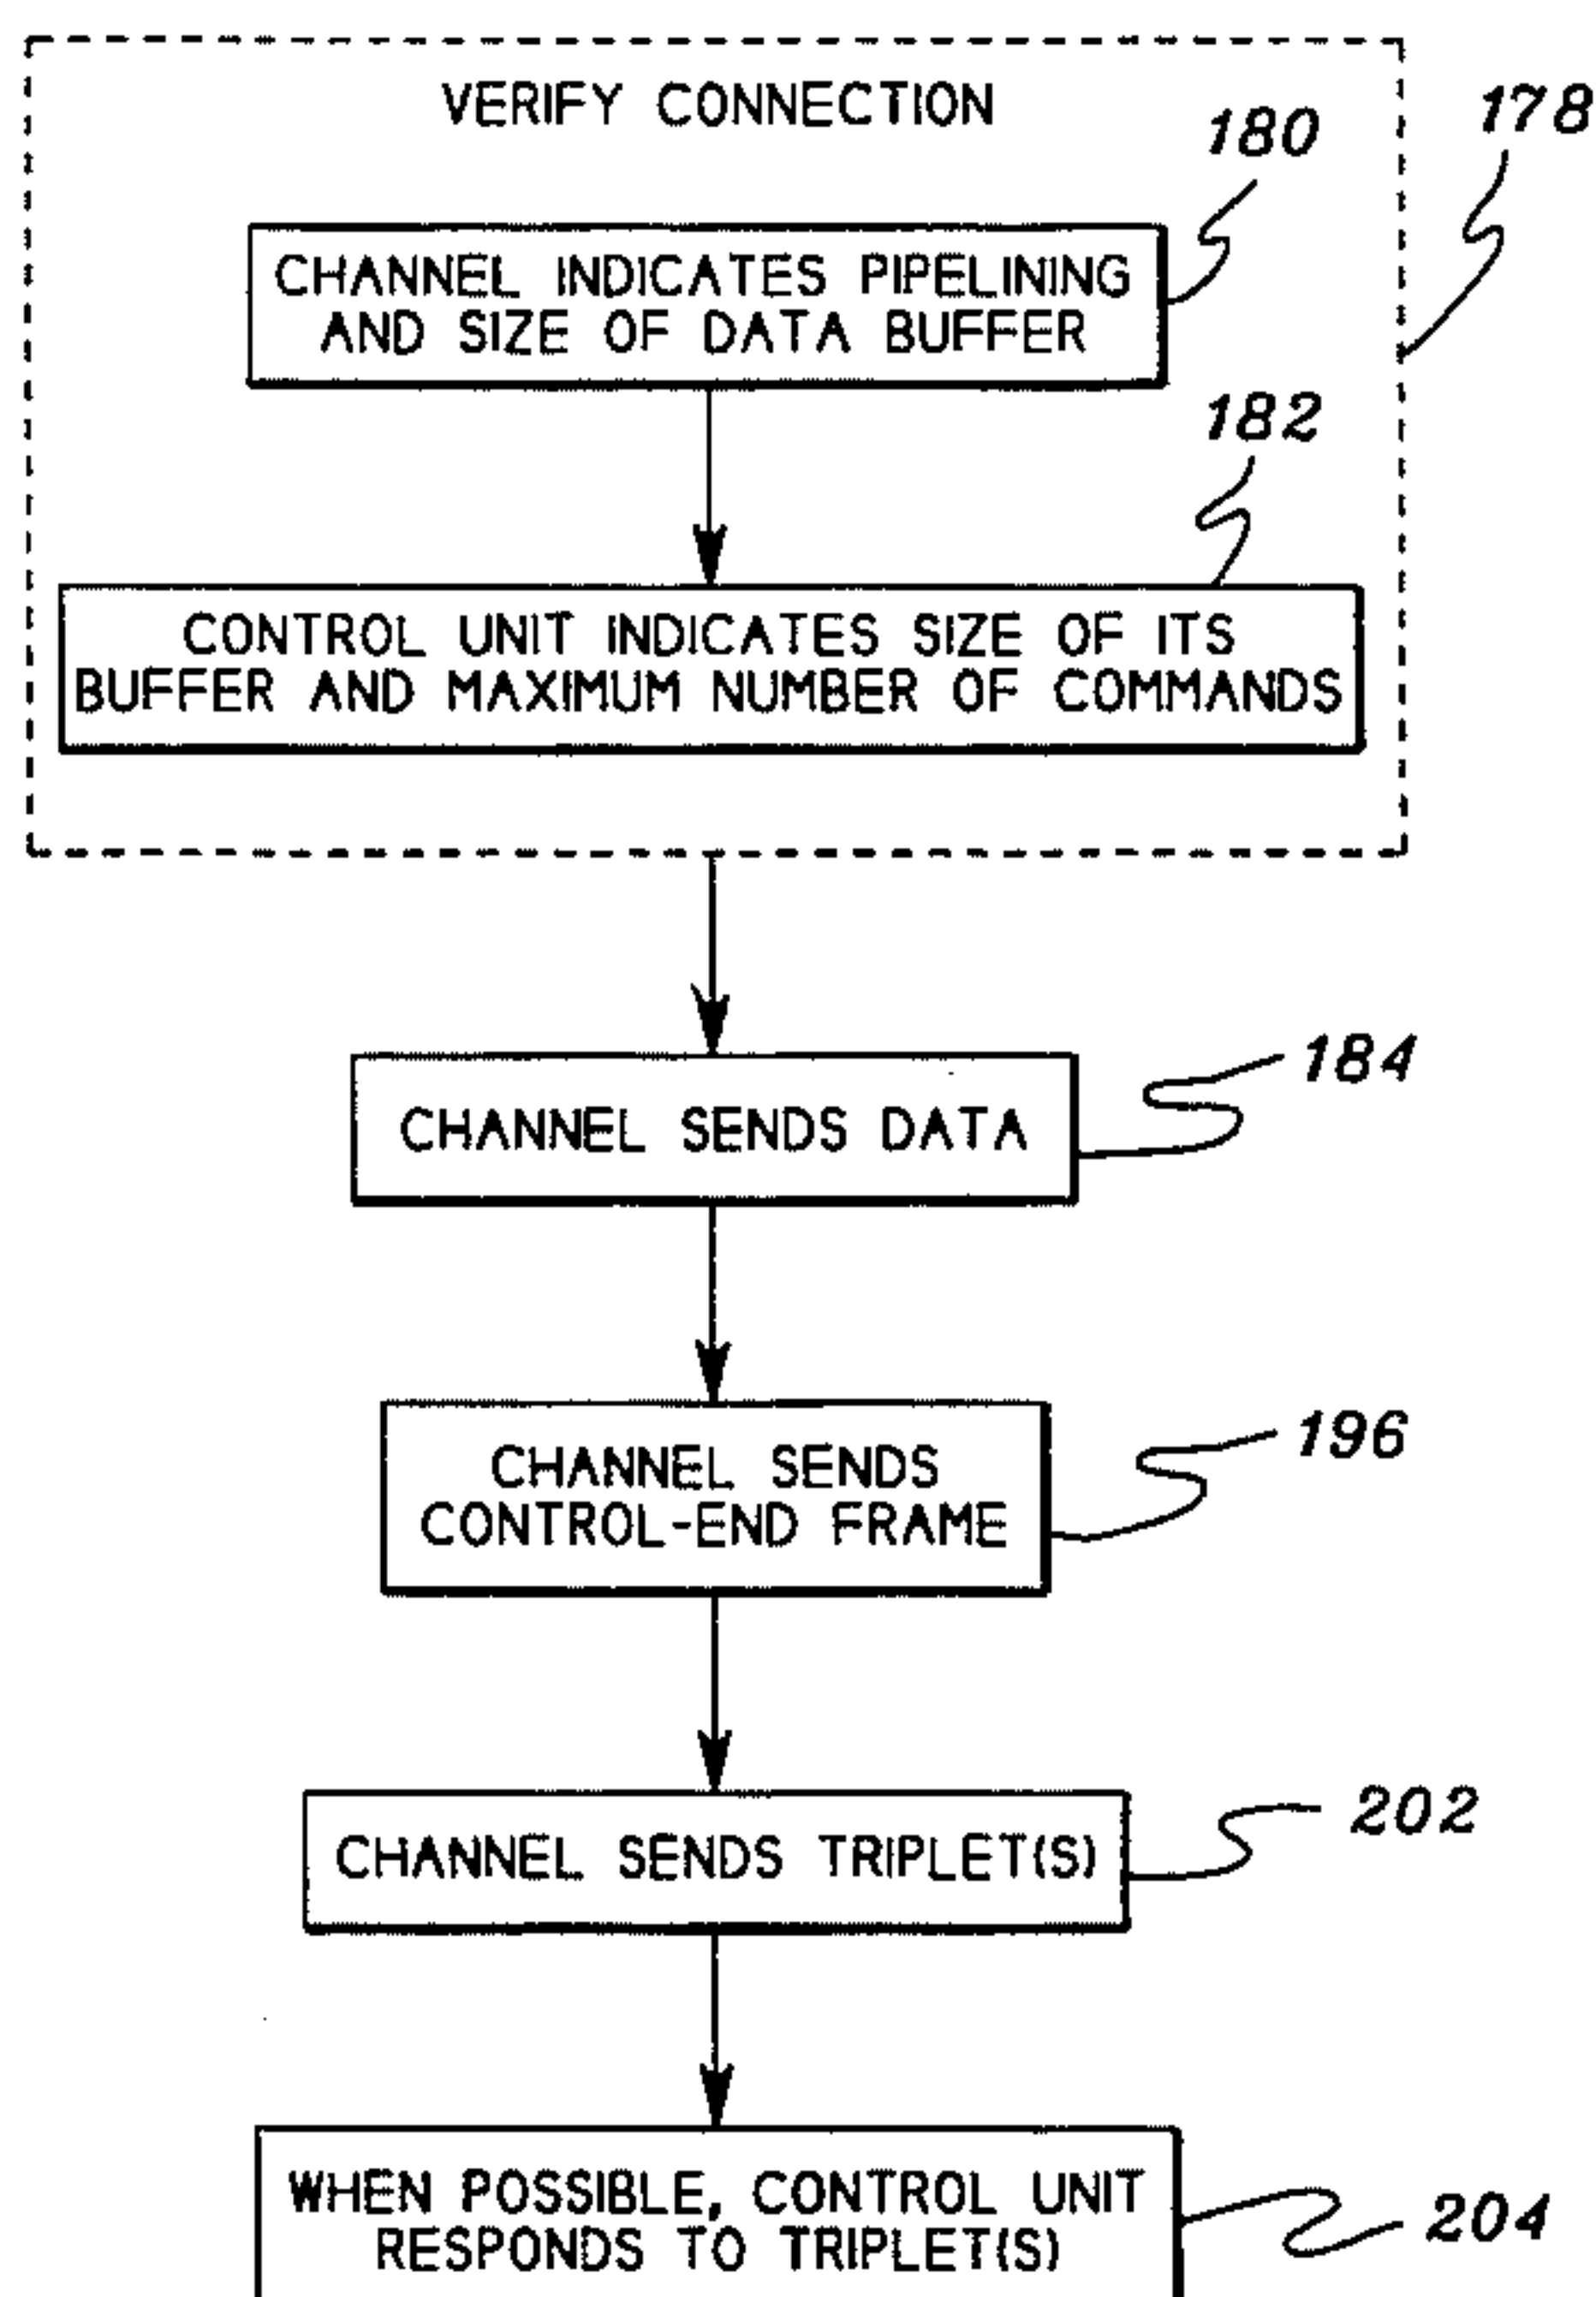 VERIFY CONNECTION
178
180
CHANNEL INDICATES PIPELINING
AND SIZE OF DATA BUFFER
182
CONTROL UNIT INDICATES SIZE OF ITS
BUFFER AND MAXIMUM NUMBER OF COMMANDS
184
CHANNEL SENDS DATA
196
CHANNEL SENDS
CONTROL-END FRAME
202
CHANNEL SENDS TRIPLET(S)
WHEN POSSIBLE, CONTROL UNIT
RESPONDS TO TRIPLET(S)
204